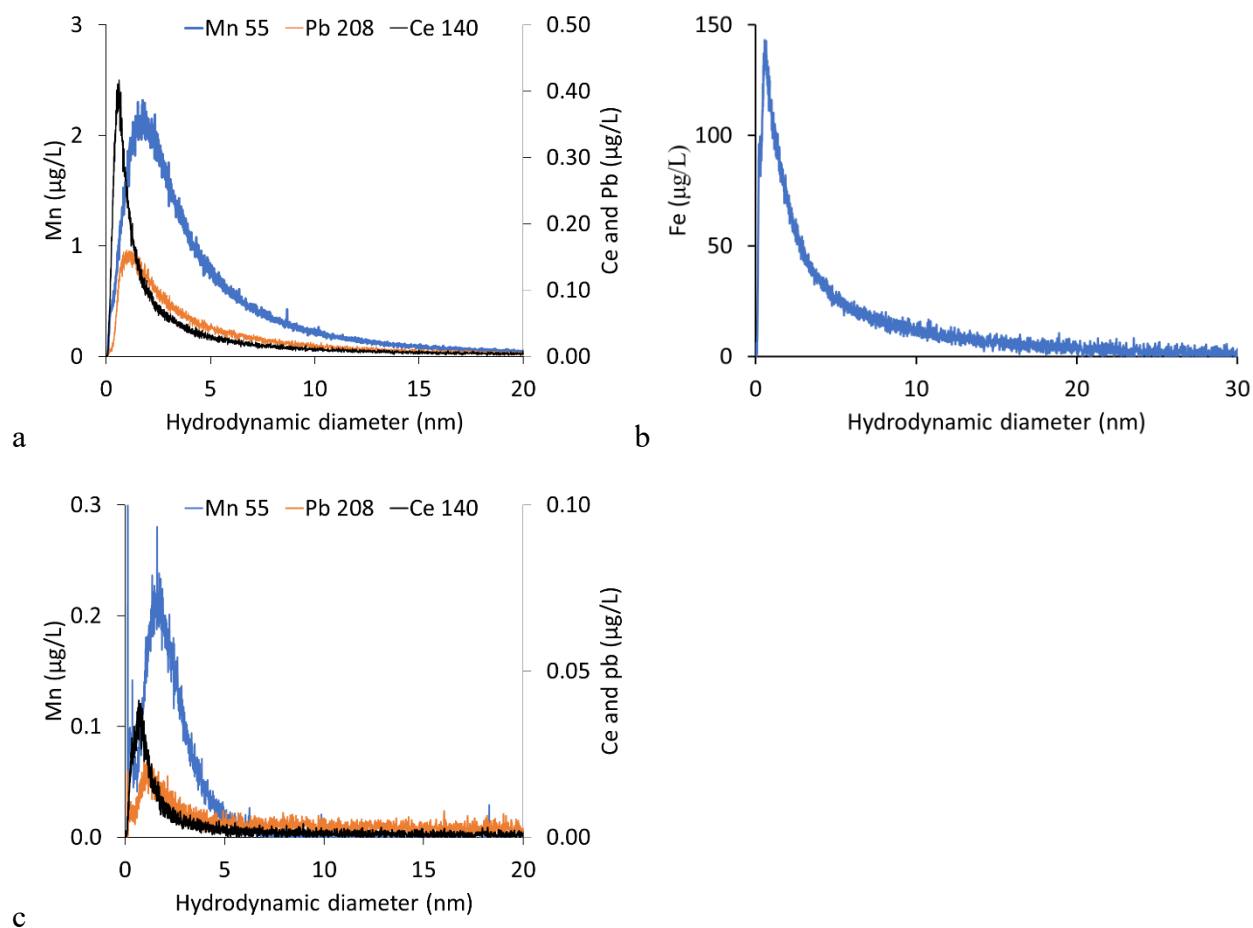 Mn 55 Pb 208 Ce 140
3
2
1
0
Mn (µg/L)
0.50
0.40
0.30
0.20
0.10
0.00
Ce and Pb (µg/L)
0 5 10 15 20
Hydrodynamic diameter (nm)
a
150
100
50
0
Fe (µg/L)
0 10 20 30
Hydrodynamic diameter (nm)
b
Mn 55 Pb 208 Ce 140
0.3
0.2
0.1
0.0
Mn (µg/L)
0.10
0.05
0.00
Ce and pb (µg/L)
0 5 10 15 20
Hydrodynamic diameter (nm)
c